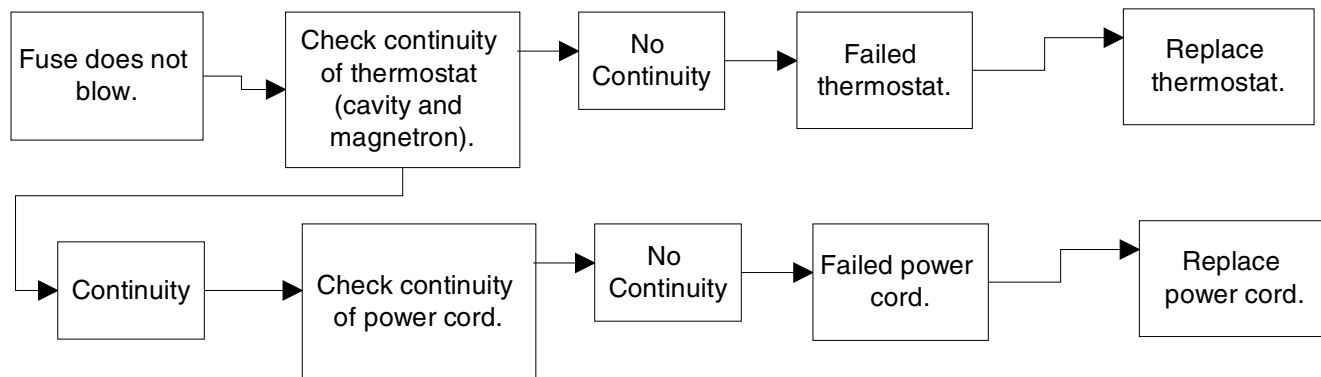 Fuse does not
blow.
Check continuity
of thermostat
(cavity and
magnetron).
No
Continuity
Failed
thermostat.
Replace
thermostat.
Continuity
Check continuity
of power cord.
No
Continuity
Failed power
cord.
Replace
power cord.